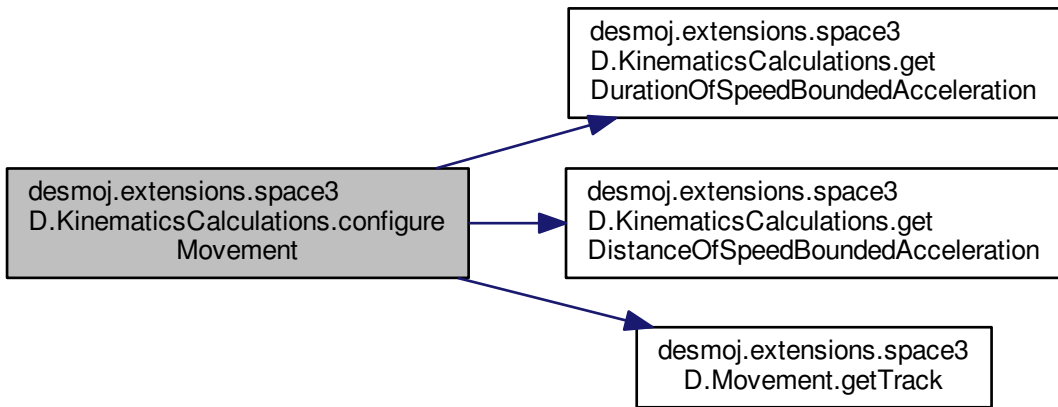 desmoj.extensions.space3
D.KinematicsCalculations.configure
Movement
desmoj.extensions.space3
D.KinematicsCalculations.get
DurationOfSpeedBoundedAcceleration
desmoj.extensions.space3
D.KinematicsCalculations.get
DistanceOfSpeedBoundedAcceleration
desmoj.extensions.space3
D.Movement.getTrack